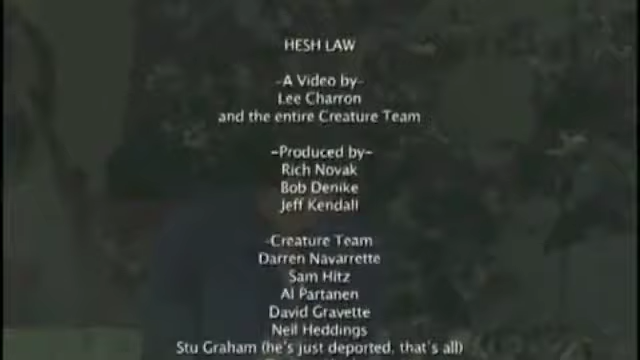 HESH LAW
-A Video by-
Lee Charron
and the entire Creature Team
-Produced by-
Rich Novak
Bob Denike
Jeff Kendall
-Creature Team
Darren Navarrette
Sam Hitz
Al Partanen
David Gravette
Neil Heddings
Stu Graham (he's just deported, that's all)